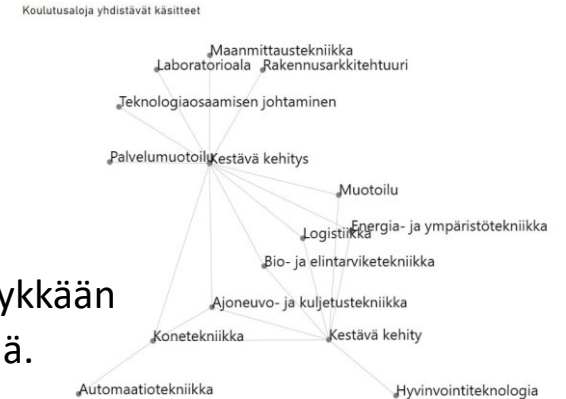 Koulutusaloja yhdistävät käsitteet
Maanmittaustekniikka
Laboratorioala
Rakennusarkkitehtuuri
Teknologiaosaamisen johtaminen
Palvelumuotoilu
Kestävä kehitys
Muotoilu
Energia- ja ympäristötekniikka
Logistiikka
Bio- ja elintarviketekniikka
ykkään
Ajoneuvo- ja kuljetustekniikka
Konetekniikka
Kestävä kehity
ä.
Automaatiotekniikka
Hyvinvointiteknologia